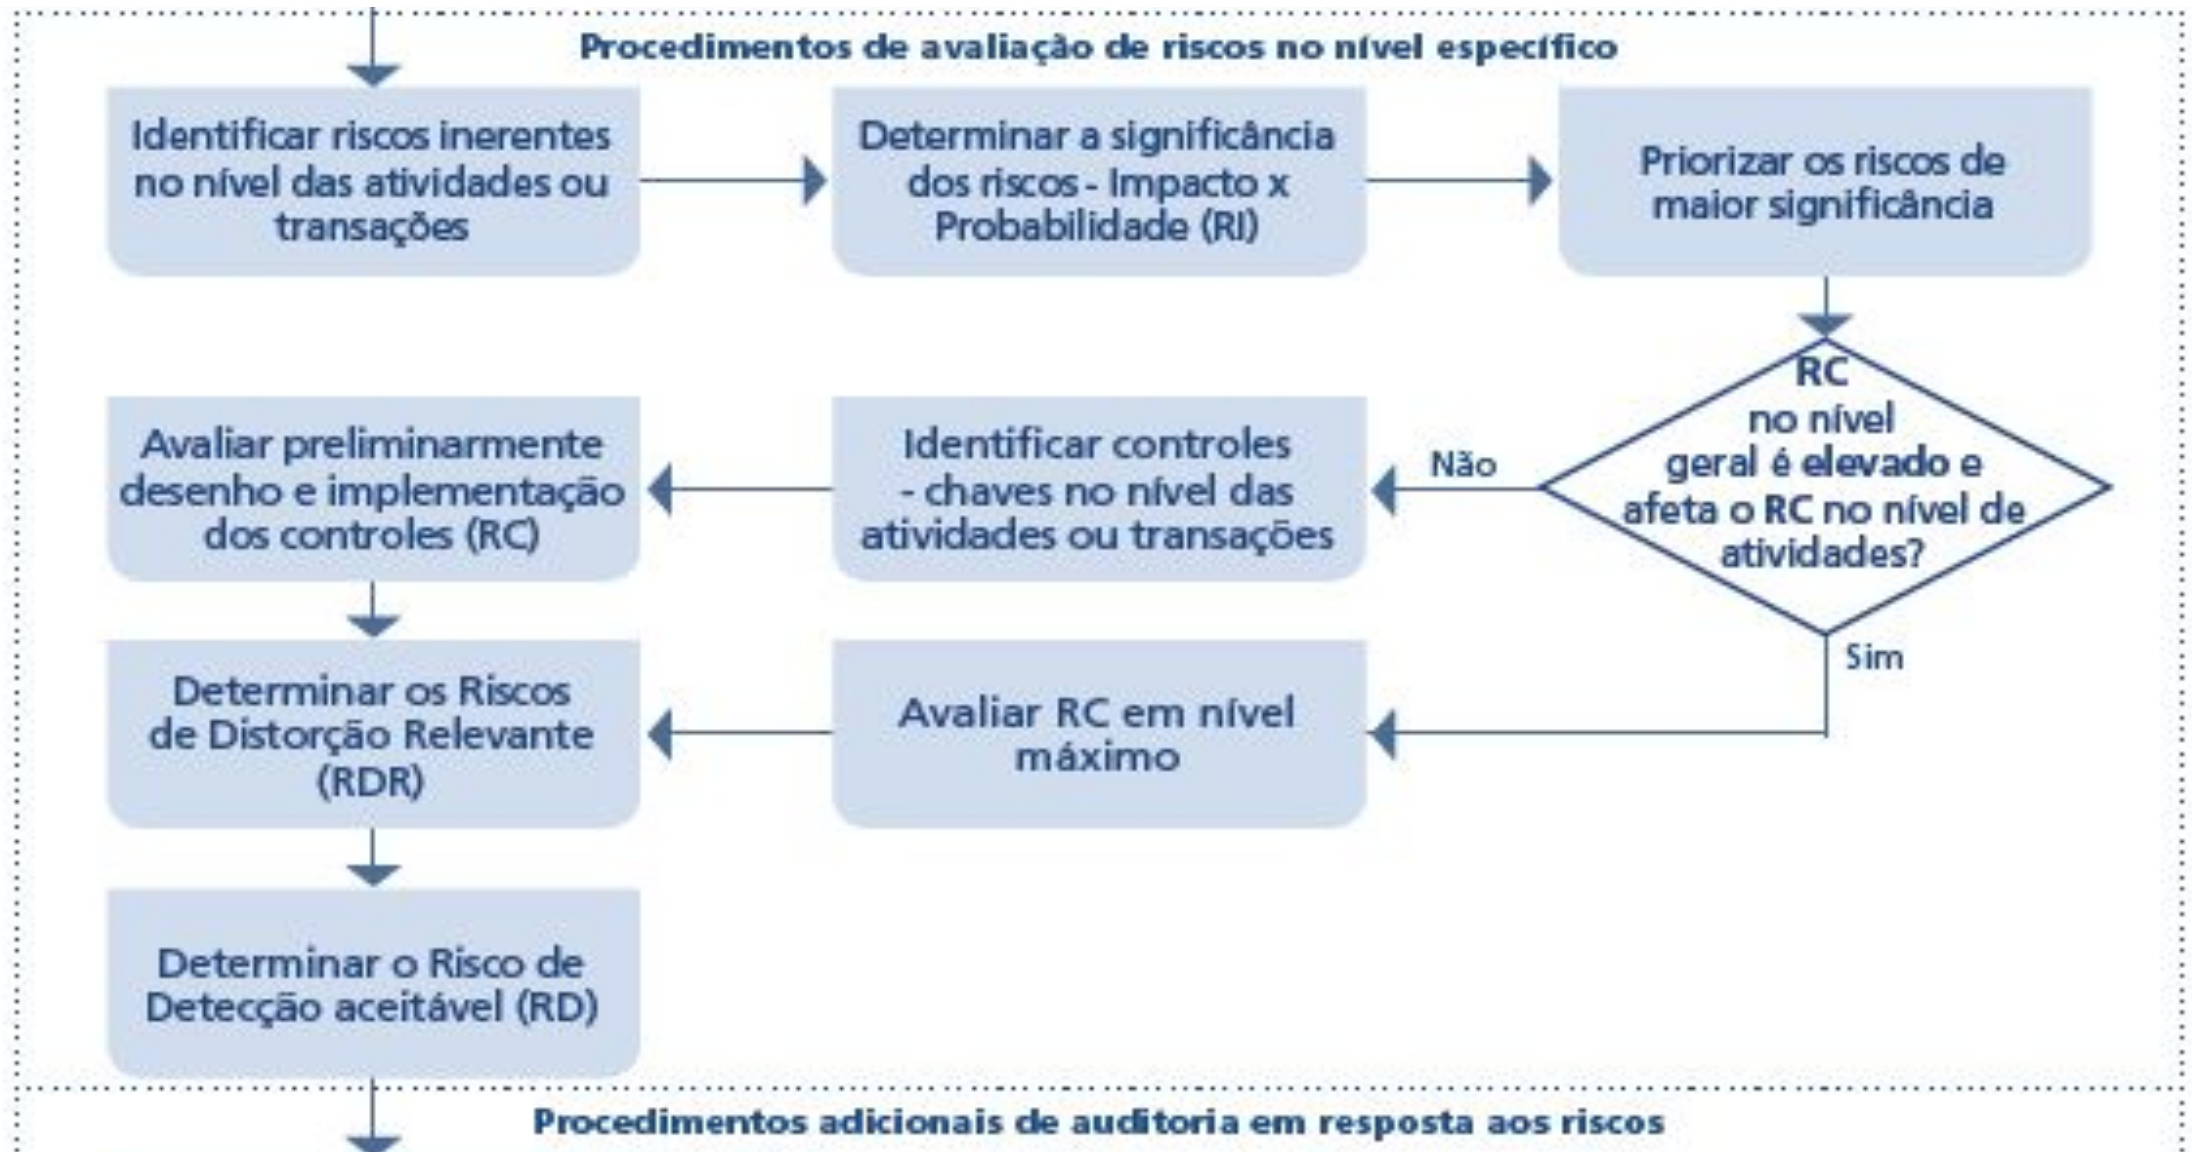 Procedimentos de avaliação de riscos no nível específico
Identificar riscos inerentes
no nível das atividades ou
transações
Determinar a significância
dos riscos - Impacto x
Probabilidade (RI)
Priorizar os riscos de
maior significância
RC
no nível
geral é elevado e
afeta o RC no nível de
atividades?
Não
Identificar controles
- chaves no nível das
atividades ou transações
Avaliar preliminarmente
desenho e implementação
dos controles (RC)
Sim
Avaliar RC em nível
máximo
Determinar os Riscos
de Distorção Relevante
(RDR)
Determinar o Risco de
Detecção aceitável (RD)
Procedimentos adicionais de auditoria em resposta aos riscos